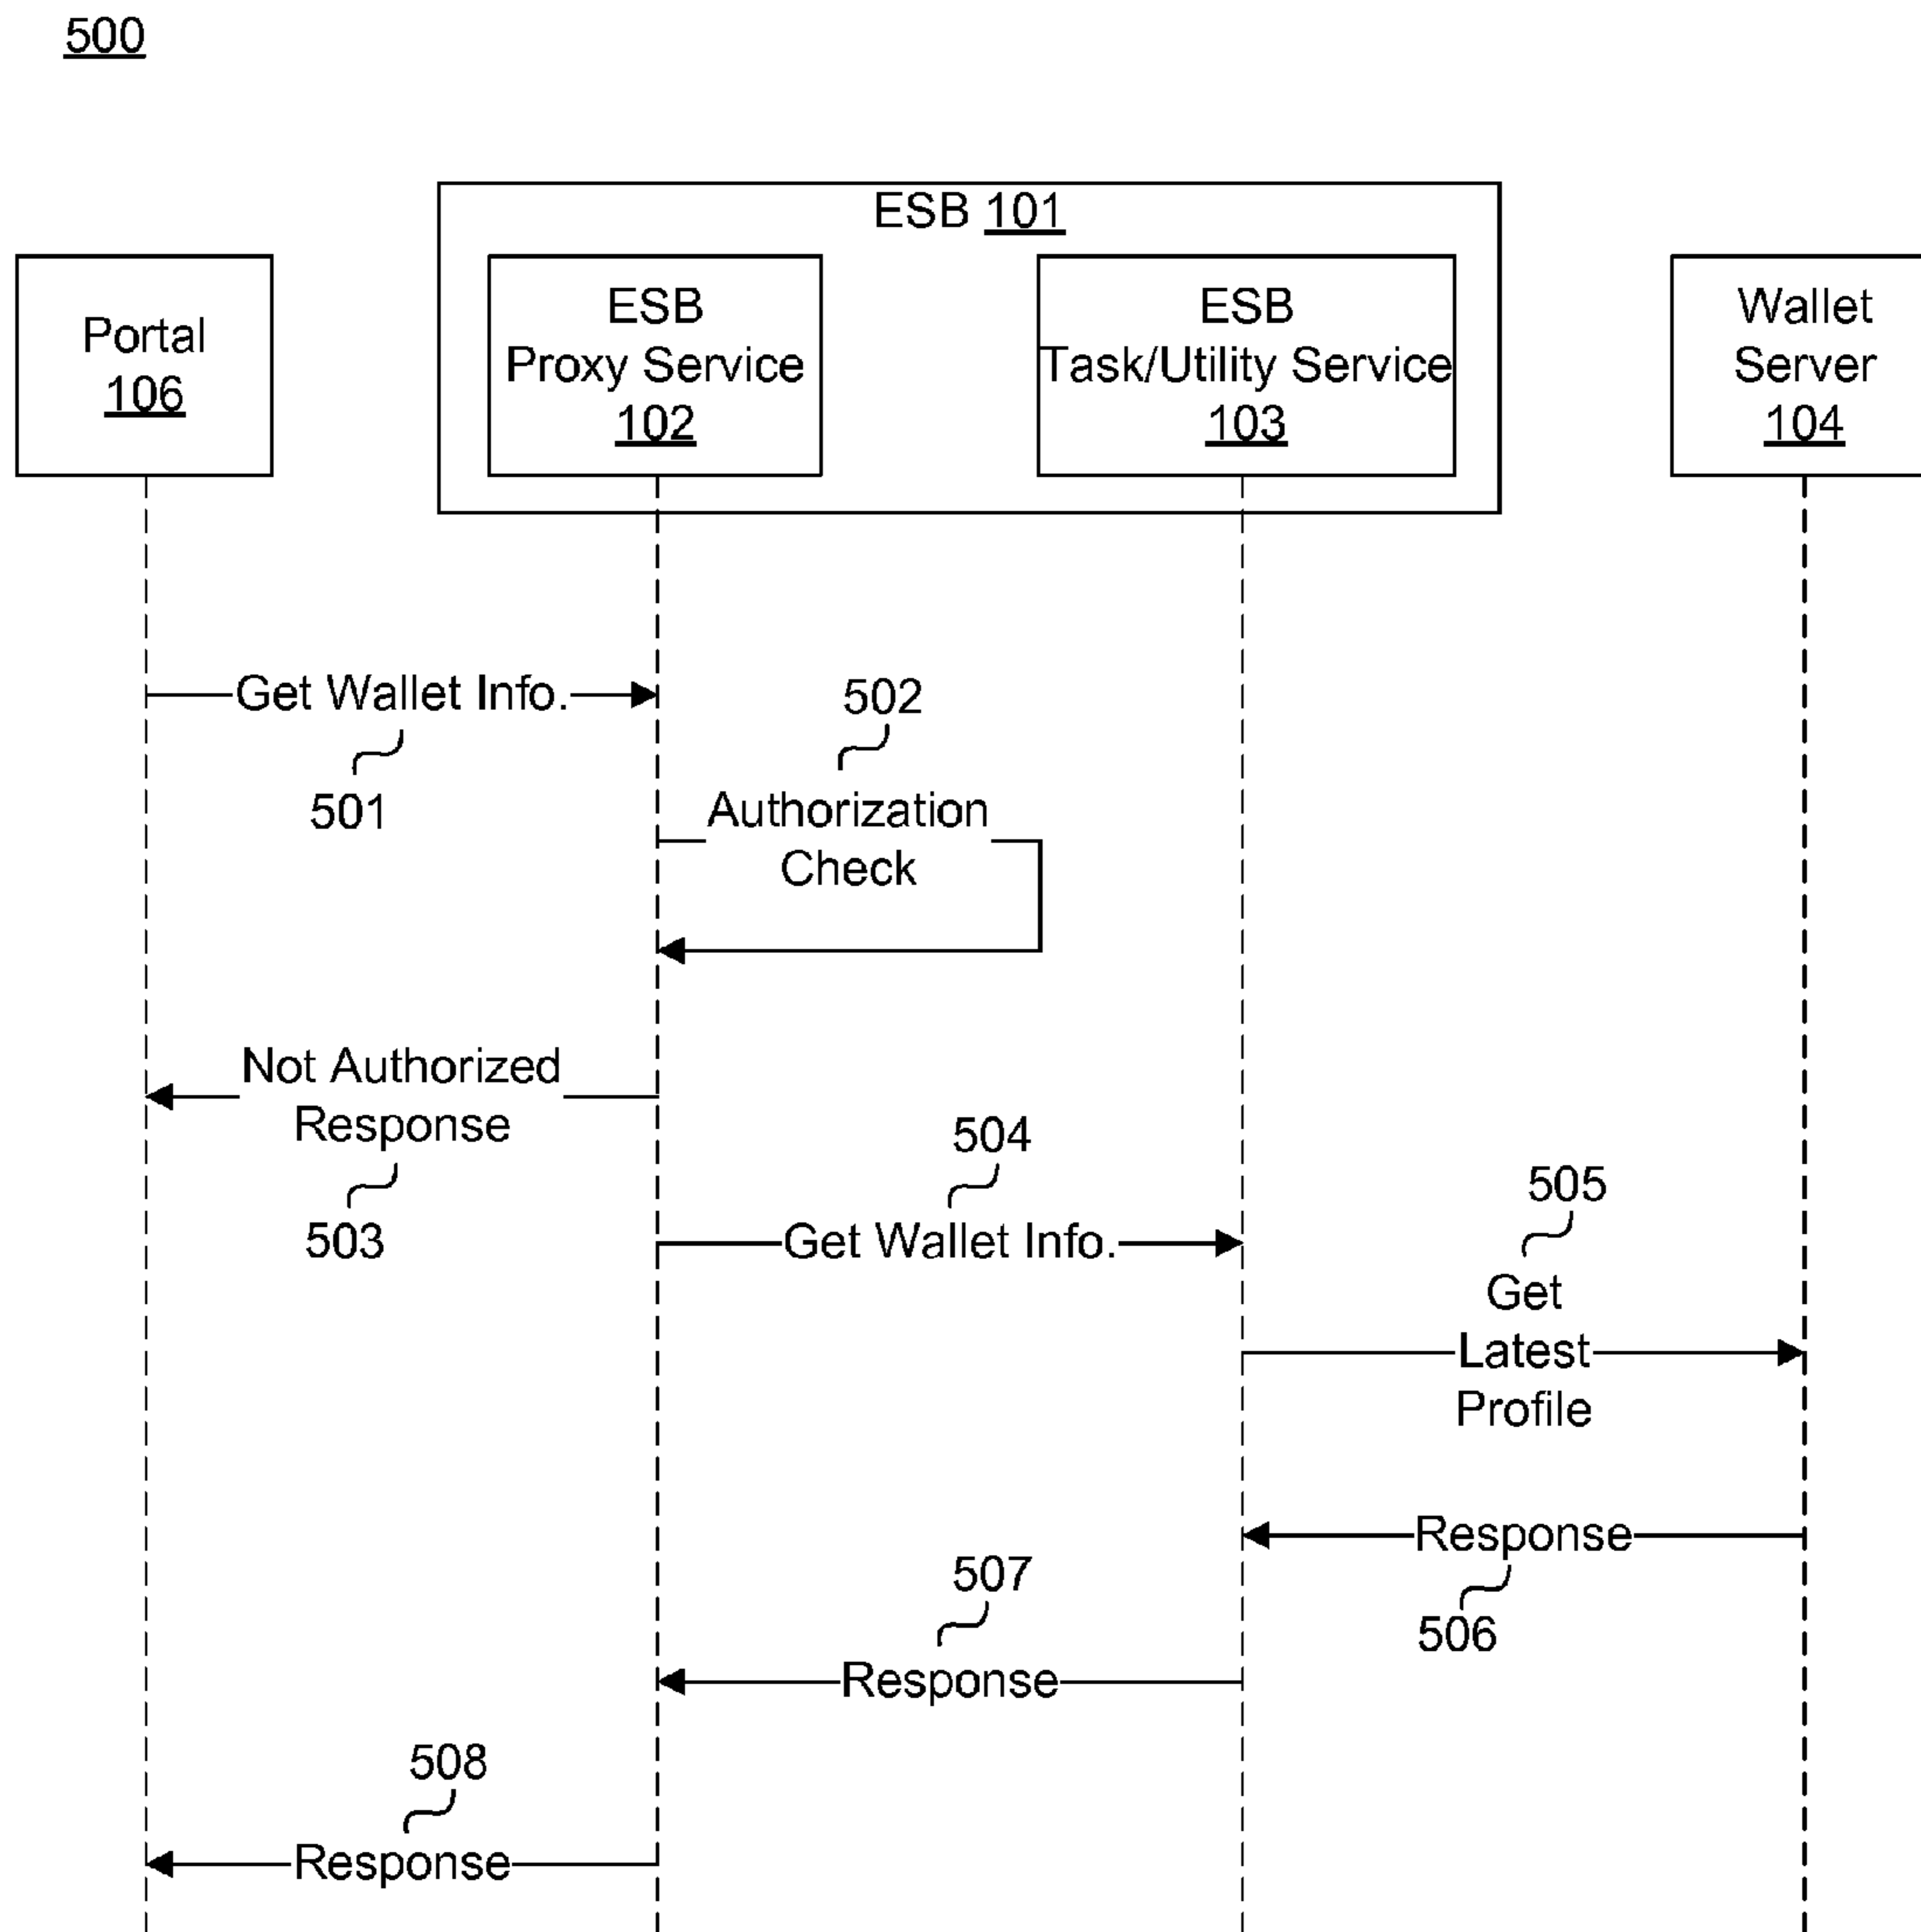 500
ESB 101
Portal
106
ESB
Proxy Service
102
ESB
Task/Utility Service
103
Wallet
Server
104
Get Wallet Info.
501
502
Authorization
Check
Not Authorized
Response
503
504
Get Wallet Info.
505
Get
Latest
Profile
Response
506
507
Response
508
Response